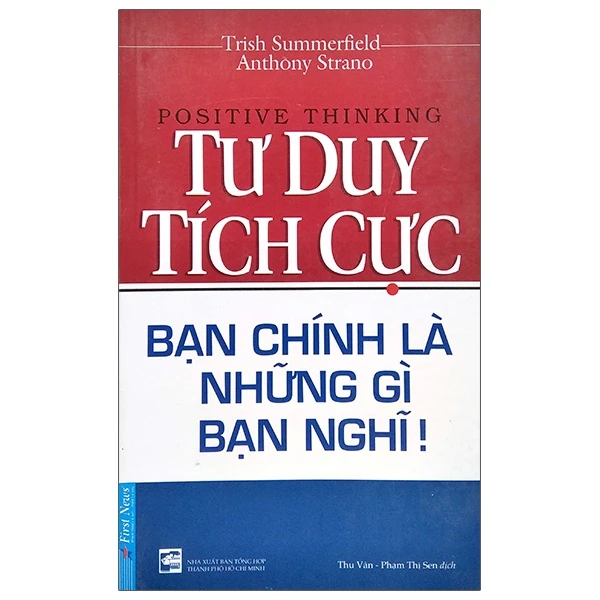 Trish Summerfield
Anthony Strano
POSITIVE THINKING
TƯ DUY
TÍCH CỰC
BẠN CHÍNH LÀ
NHỮNG GÌ
BẠN NGHĨ !
First News
NHÀ XUẤT BẢN TỔNG HỢP
THÀNH PHỐ HỒ CHÍ MINH
Thu Vân - Phạm Thị Sen dịch